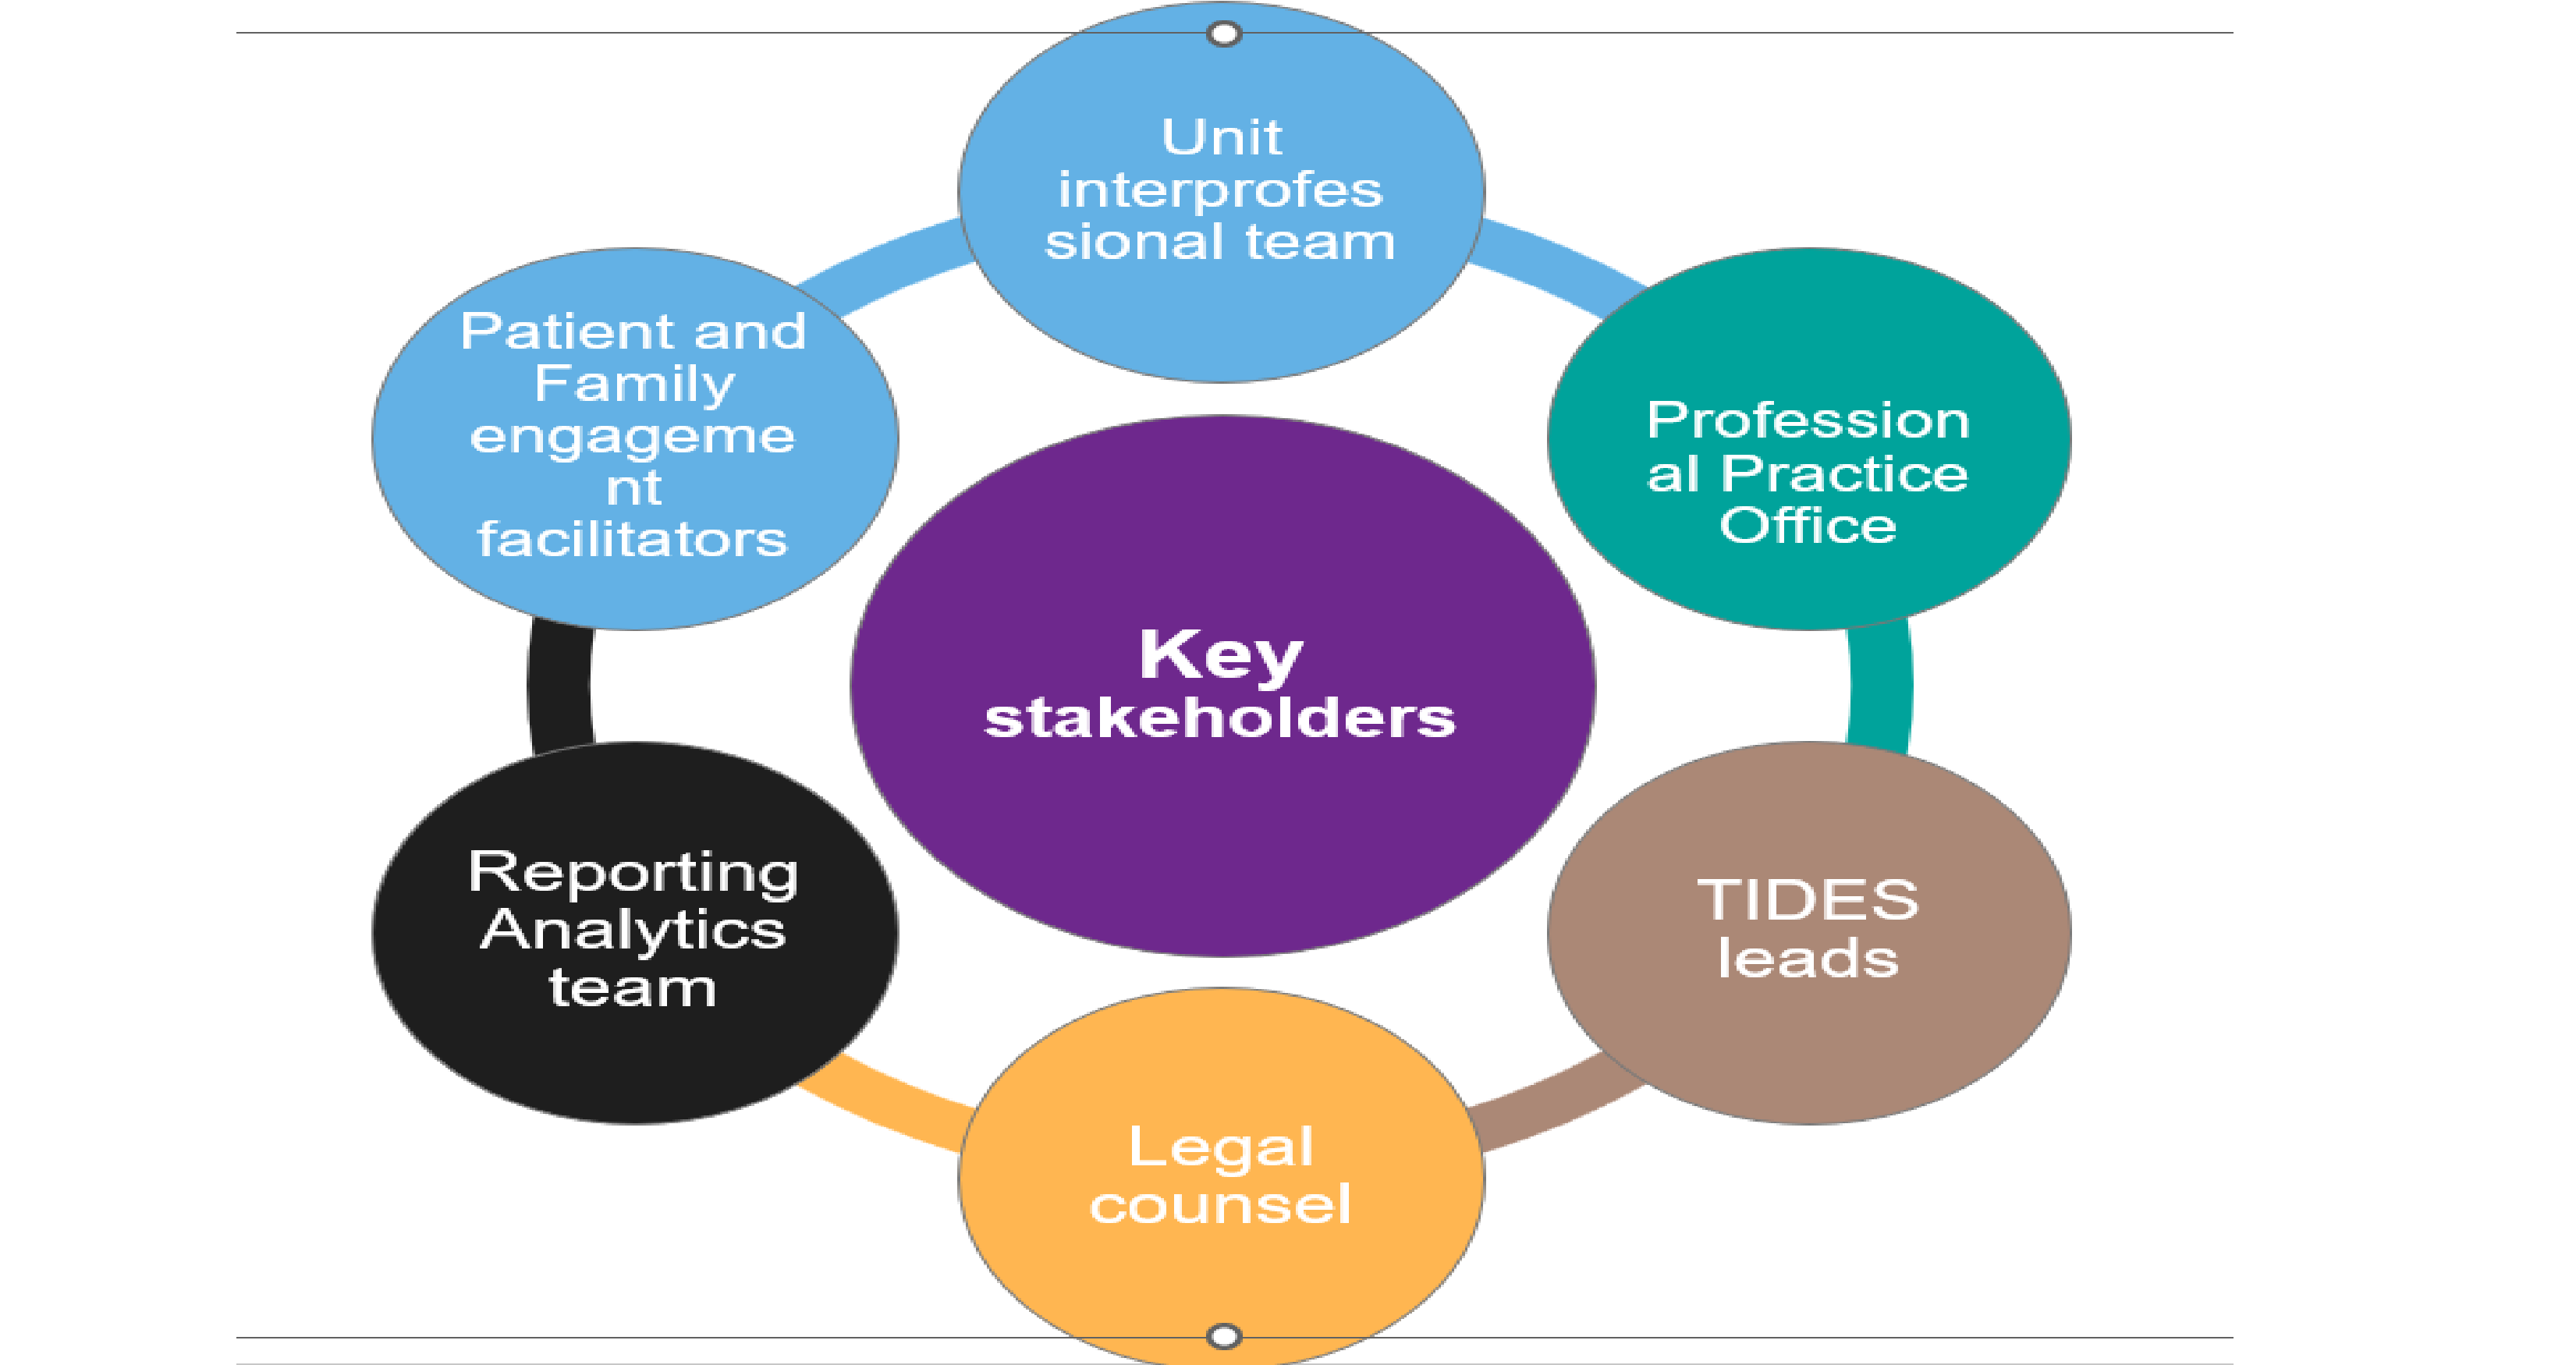 Unit
interprofes
sional team
Patient and
Family
engageme
nt
facilitators
Profession
al Practice
Office
Key
stakeholders
Reporting
Analytics
team
TIDES
leads
Legal
counsel